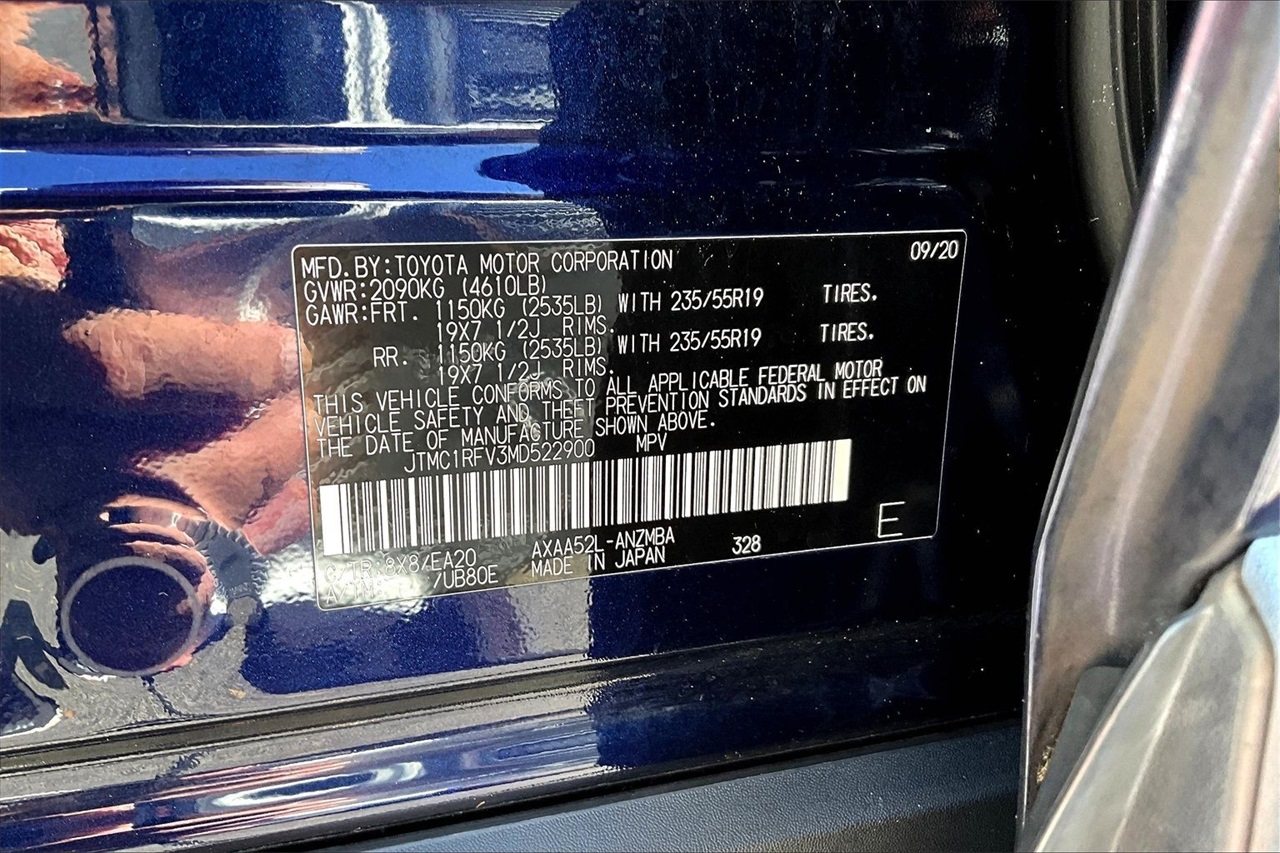 MFD.BY:TOYOTA MOTOR CORPORATION 09/20
GVWR:2090KG (4610LB)
GAWR:FRT. 1150KG (2535LB) WITH 235/55R19 TIRES.
19X7 1/2J RIMS.
RR. 1150KG (2535LB) WITH 235/55R19 TIRES.
19X7 1/2J RIMS.
THIS VEHICLE CONFORMS TO ALL APPLICABLE FEDERAL MOTOR
VEHICLE SAFETY AND THEFT PREVENTION STANDARDS IN EFFECT ON
THE DATE OF MANUFACTURE SHOWN ABOVE.
JTMC1RFV3MD522900 MPV
C/TR:8X8/EA20 AXAA52L-ANZMBA 328 E
/UB80E MADE IN JAPAN